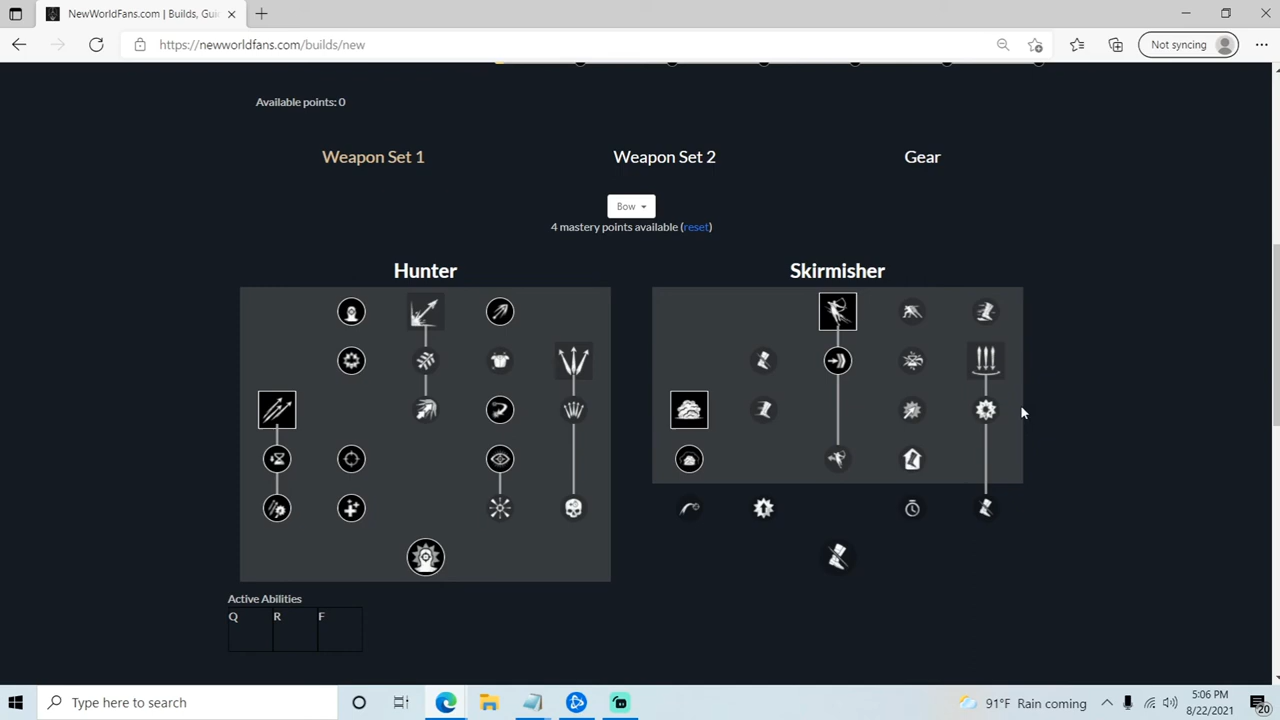 NewWorldFans.com | Builds, Gui
https://newworldfans.com/builds/new
Not syncing
Available points: 0
Weapon Set 1
Weapon Set 2
Gear
Bow
4 mastery points available (reset)
Hunter
Skirmisher
Active Abilities
Q
R
F
Type here to search
91°F Rain coming
5:06 PM
8/22/2021
20